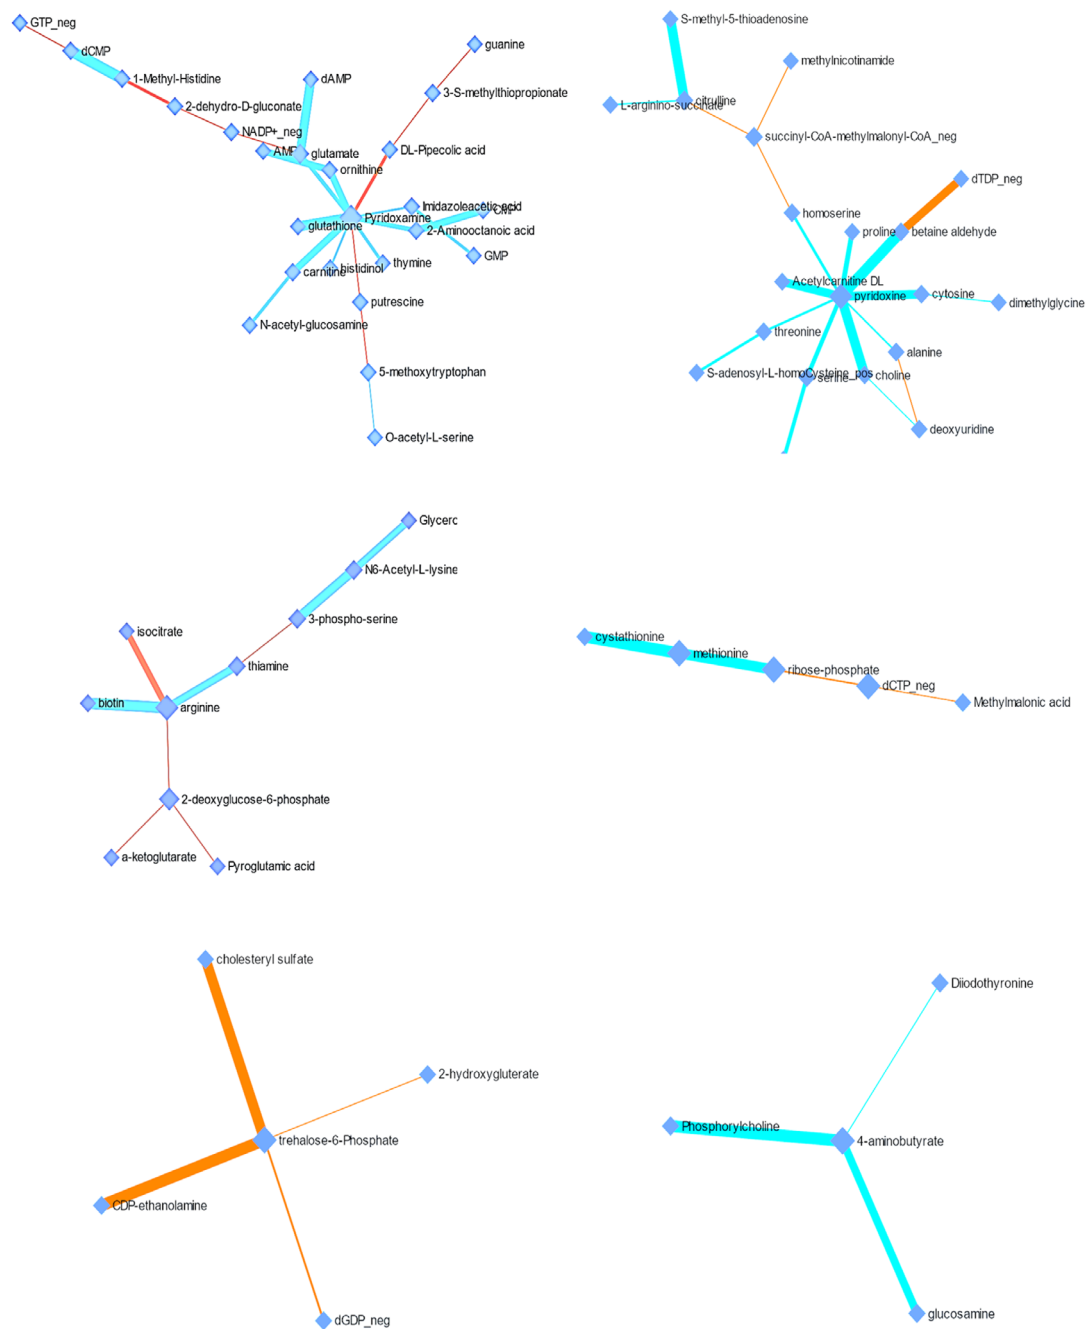 GTP_neg
dCMP
1-Methyl-Histidine
2-dehydro-D-gluconate
NADP+_neg
dAMP
AMP
glutamate
ornithine
guanine
3-S-methylthiopropionate
DL-Pipecolic acid
Imidazoleacetic acid
CMP
Pyridoxamine
2-Aminooctanoic acid
glutathione
GMP
thymine
histidinol
carnitine
putrescine
N-acetyl-glucosamine
5-methoxytryptophan
O-acetyl-L-serine
S-methyl-5-thioadenosine
methylnicotinamide
L-arginino-succinate
citrulline
succinyl-CoA-methylmalonyl-CoA_neg
dTDP_neg
homoserine
proline
betaine aldehyde
Acetylcarnitine DL
pyridoxine
cytosine
dimethylglycine
threonine
alanine
S-adenosyl-L-homoCysteine_pos
serine
choline
deoxyuridine
Glycerc
N6-Acetyl-L-lysine
3-phospho-serine
isocitrate
thiamine
biotin
arginine
2-deoxyglucose-6-phosphate
a-ketoglutarate
Pyroglutamic acid
cystathionine
methionine
ribose-phosphate
dCTP_neg
Methylmalonic acid
cholesteryl sulfate
2-hydroxygluterate
trehalose-6-Phosphate
CDP-ethanolamine
dGDP_neg
Diiodothyronine
Phosphorylcholine
4-aminobutyrate
glucosamine